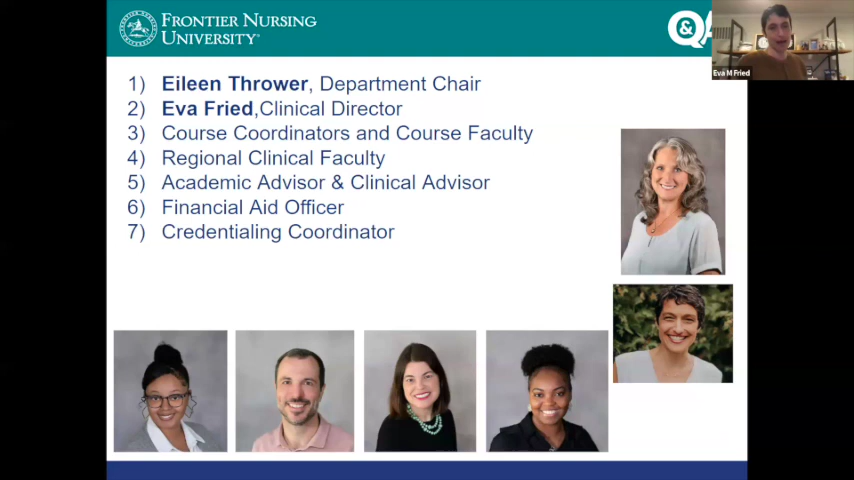 FRONTIER NURSING
UNIVERSITY®
Q&A
Eva M Fried
1) Eileen Thrower, Department Chair
2) Eva Fried,Clinical Director
3) Course Coordinators and Course Faculty
4) Regional Clinical Faculty
5) Academic Advisor & Clinical Advisor
6) Financial Aid Officer
7) Credentialing Coordinator